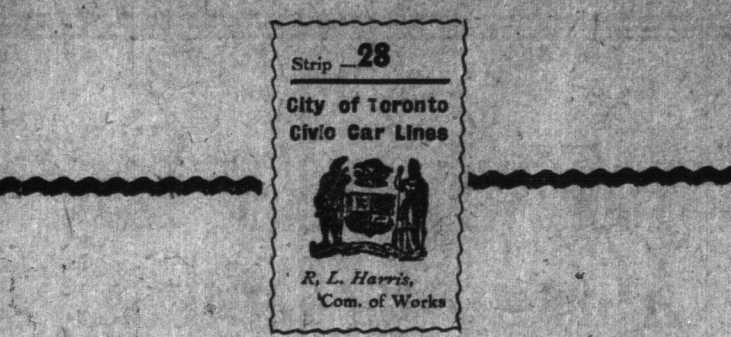 Strip 28
City of Toronto
Civic Car Lines
R. L. Harris,
Com. of Works